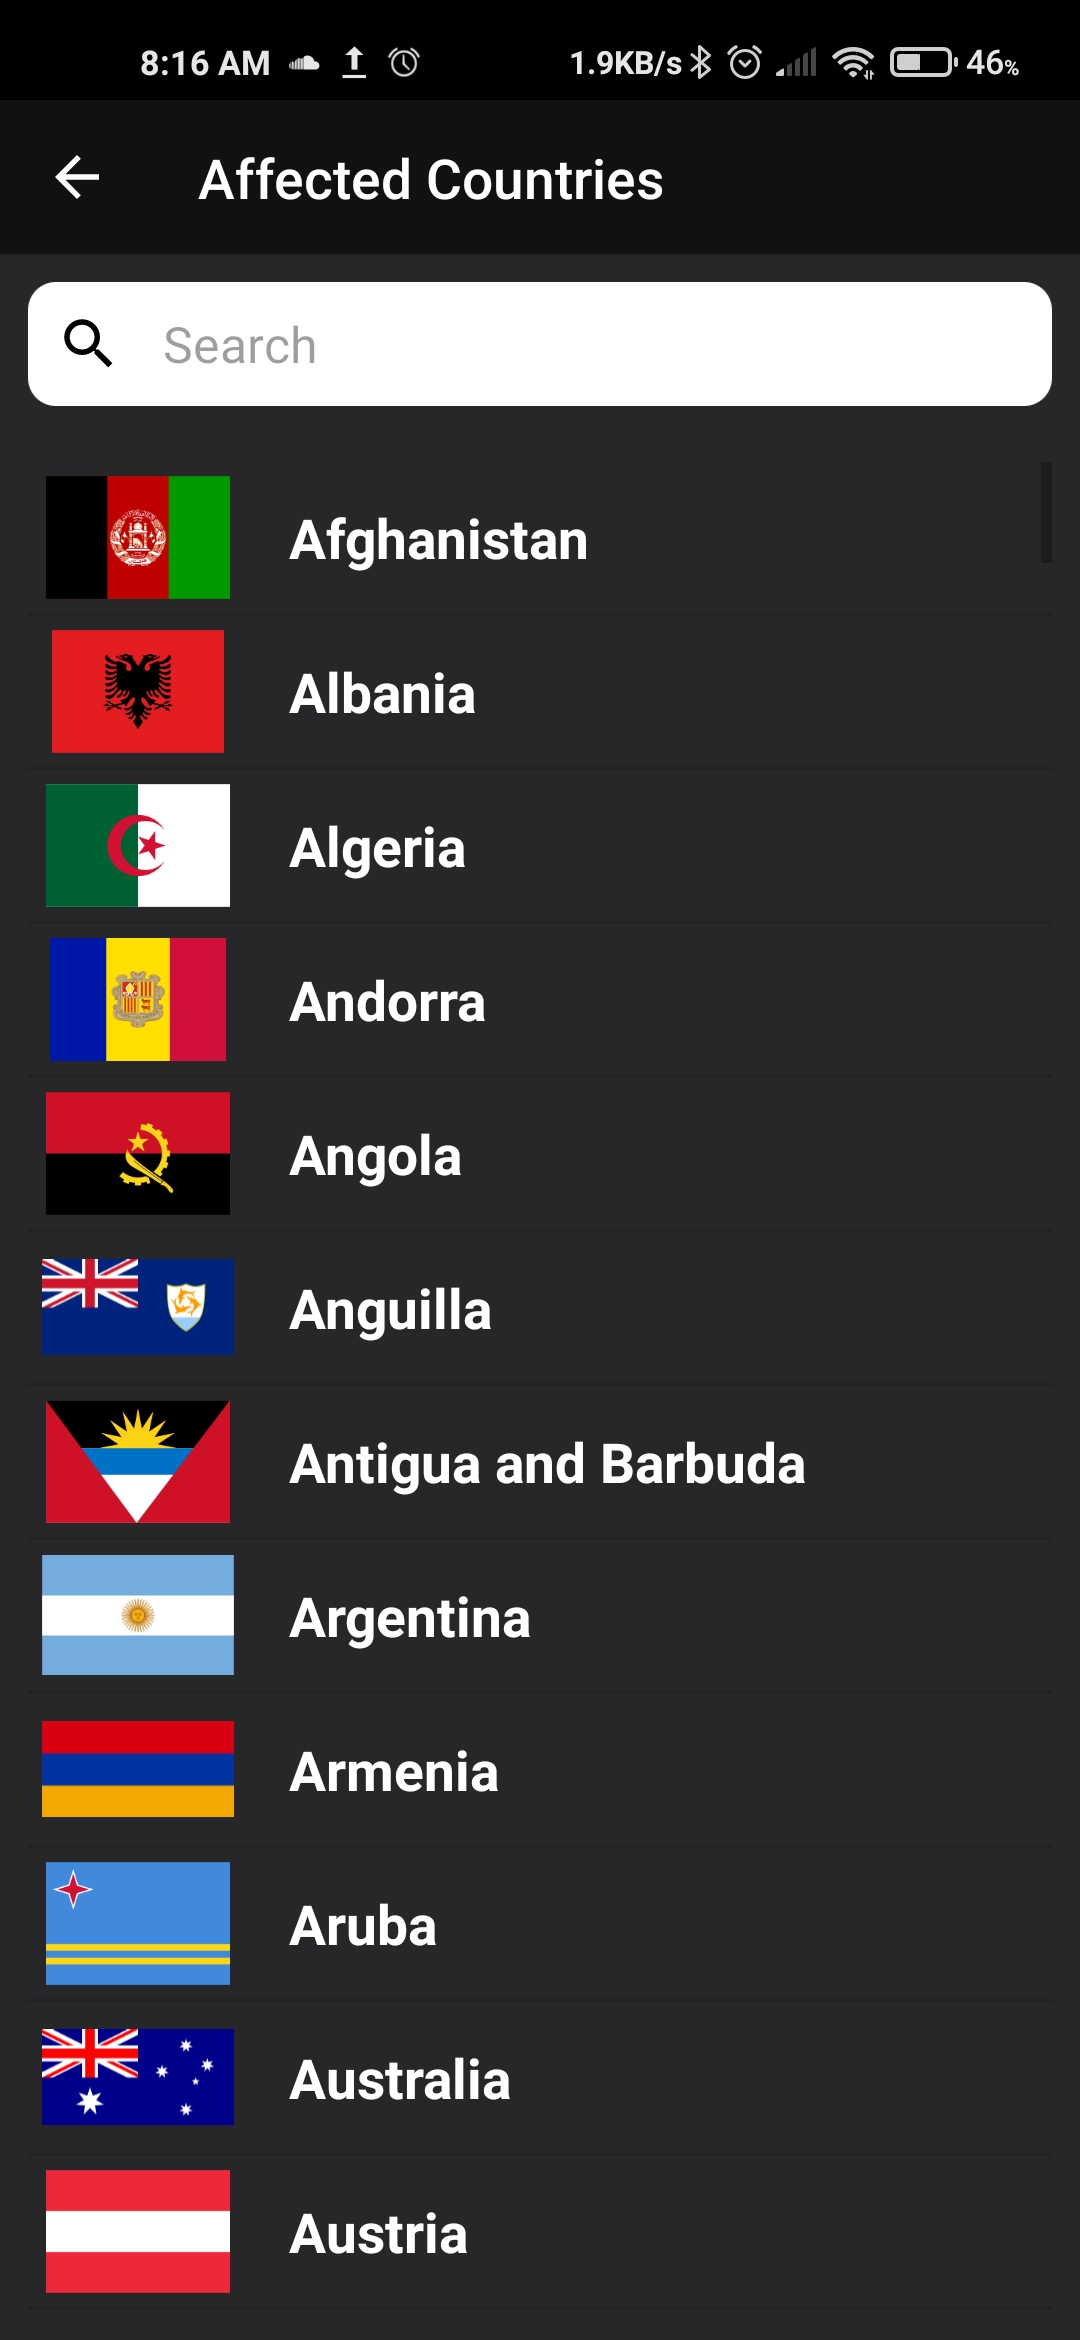 8:16 AM 1.9KB/s 46%
Affected Countries
Search
Afghanistan
Albania
Algeria
Andorra
Angola
Anguilla
Antigua and Barbuda
Argentina
Armenia
Aruba
Australia
Austria